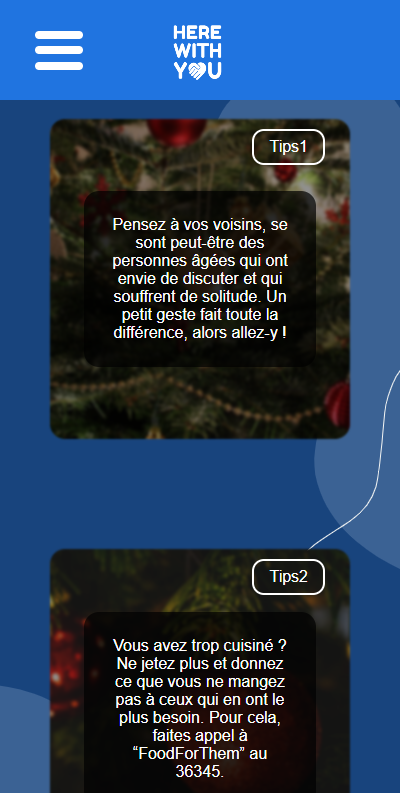 HERE
WITH
YOU
Tips1
Pensez à vos voisins, se
sont peut-être des
personnes âgées qui ont
envie de discuter et qui
souffrent de solitude. Un
petit geste fait toute la
différence, alors allez-y !
Tips2
Vous avez trop cuisiné ?
Ne jetez plus et donnez
ce que vous ne mangez
pas à ceux qui en ont le
plus besoin. Pour cela,
faites appel à
“FoodForThem” au
36345.